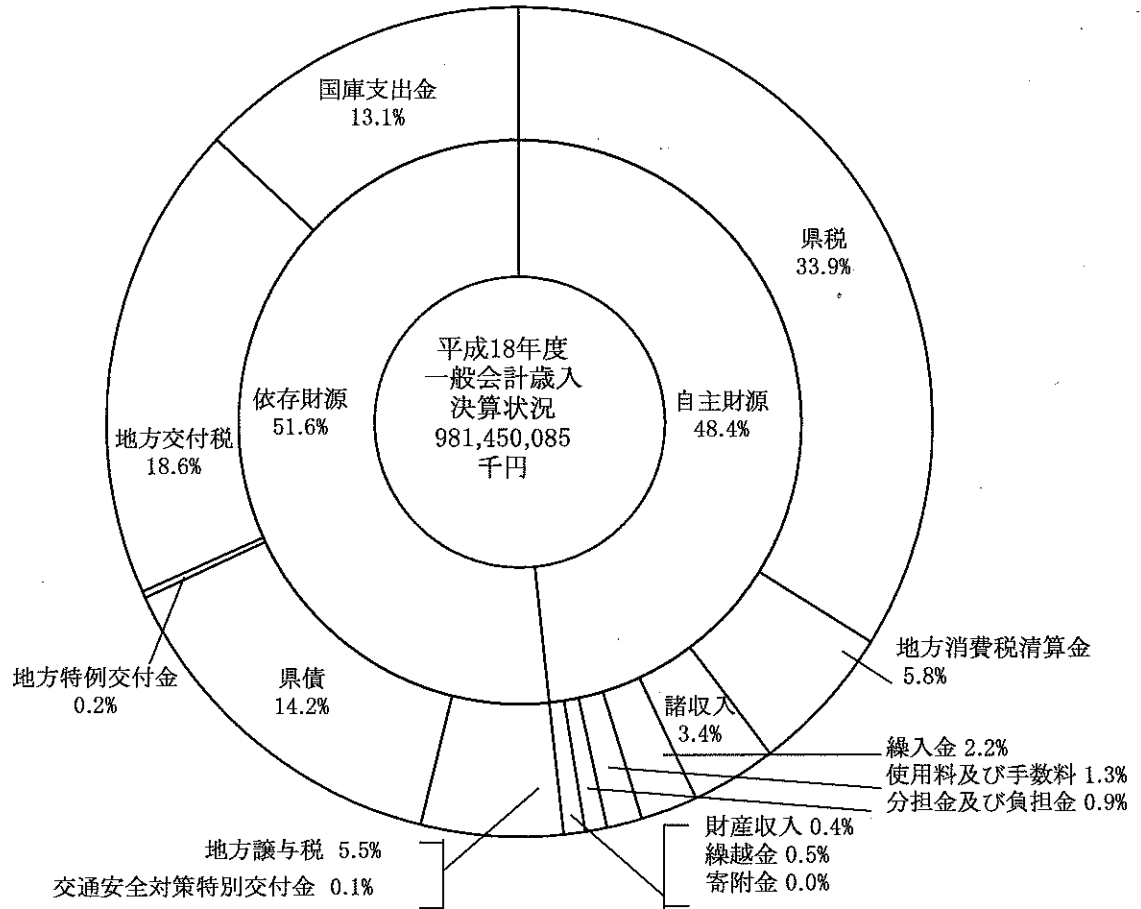 国庫支出金
13.1%
県税
33.9%
平成18年度
一般会計歳入
決算状況
981,450,085
千円
依存財源
51.6%
自主財源
48.4%
地方交付税
18.6%
地方消費税清算金
5.8%
地方特例交付金
0.2%
県債
14.2%
諸収入
3.4%
繰入金 2.2%
使用料及び手数料 1.3%
分担金及び負担金 0.9%
財産収入 0.4%
繰越金 0.5%
寄附金 0.0%
地方譲与税 5.5%
交通安全対策特別交付金 0.1%